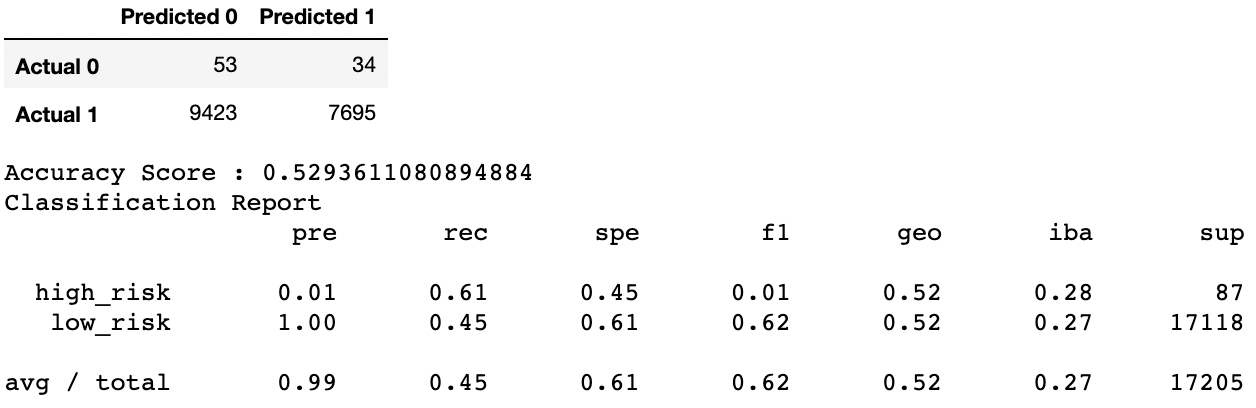 Predicted 0 Predicted 1
Actual 0 53 34
Actual 1 9423 7695
Accuracy Score : 0.5293611080894884
Classification Report
pre rec spe f1 geo iba sup
high_risk 0.01 0.61 0.45 0.01 0.52 0.28 87
low_risk 1.00 0.45 0.61 0.62 0.52 0.27 17118
avg / total 0.99 0.45 0.61 0.62 0.52 0.27 17205